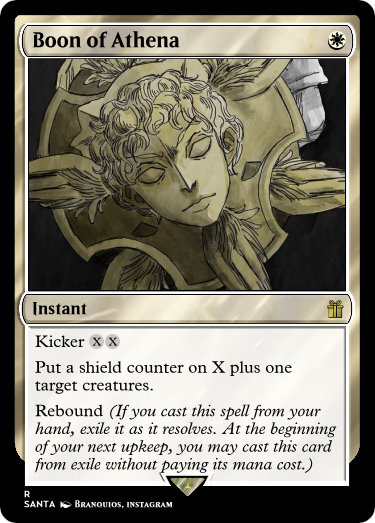 Boon of Athena
Instant
Kicker X X
Put a shield counter on X plus one
target creatures.
Rebound (If you cast this spell from your
hand, exile it as it resolves. At the beginning
of your next upkeep, you may cast this card
from exile without paying its mana cost.)
R
SANTA BRANOUIOS, INSTAGRAM